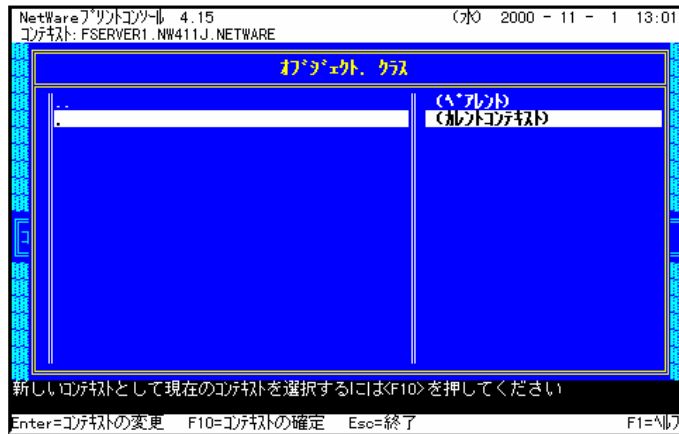 NetWareﾌﾟﾘﾝﾄｺﾝｿｰﾙ 4.15 (水) 2000 - 11 - 1 13:01
ｺﾝﾃｷｽﾄ: FSERVER1.NW411J.NETWARE
ｵﾌﾞｼﾞｪｸﾄ. ｸﾗｽ
.. (ﾍﾟｱﾚﾝﾄ)
. (ｶﾚﾝﾄｺﾝﾃｷｽﾄ)
新しいｺﾝﾃｷｽﾄとして現在のｺﾝﾃｷｽﾄを選択するには<F10>を押してください
Enter=ｺﾝﾃｷｽﾄの変更 F10=ｺﾝﾃｷｽﾄの確定 Esc=終了 F1=ﾍﾙﾌ